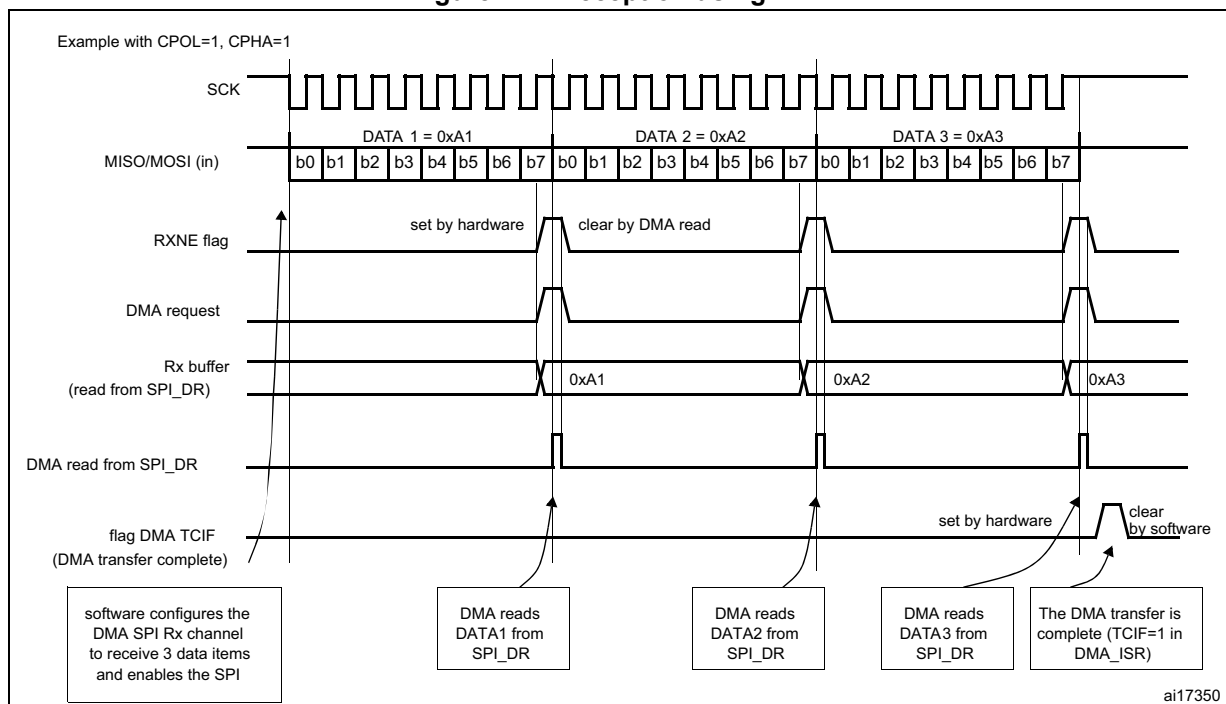 Example with CPOL=1, CPHA=1
SCK
DATA 1 = 0xA1
DATA 2 = 0xA2
DATA 3 = 0xA3
MISO/MOSI (in)
b0 b1 b2 b3 b4 b5 b6 b7 b0 b1 b2 b3 b4 b5 b6 b7 b0 b1 b2 b3 b4 b5 b6 b7
set by hardware
clear by DMA read
RXNE flag
DMA request
Rx buffer
(read from SPI_DR)
0xA1
0xA2
0xA3
DMA read from SPI_DR
flag DMA TCIF
(DMA transfer complete)
set by hardware
clear
by software
software configures the
DMA SPI Rx channel
to receive 3 data items
and enables the SPI
DMA reads
DATA1 from
SPI_DR
DMA reads
DATA2 from
SPI_DR
DMA reads
DATA3 from
SPI_DR
The DMA transfer is
complete (TCIF=1 in
DMA_ISR)
ai17350